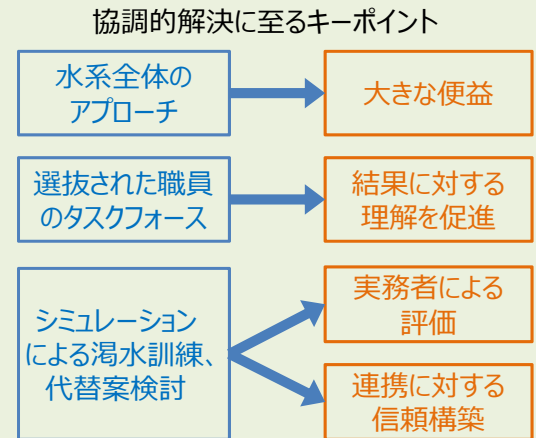 協調的解決に至るキーポイント
水系全体の
アプローチ
大きな便益
選抜された職員
のタスクフォース
結果に対する
理解を促進
シミュレーション
による渇水訓練、
代替案検討
実務者による
評価
連携に対する
信頼構築